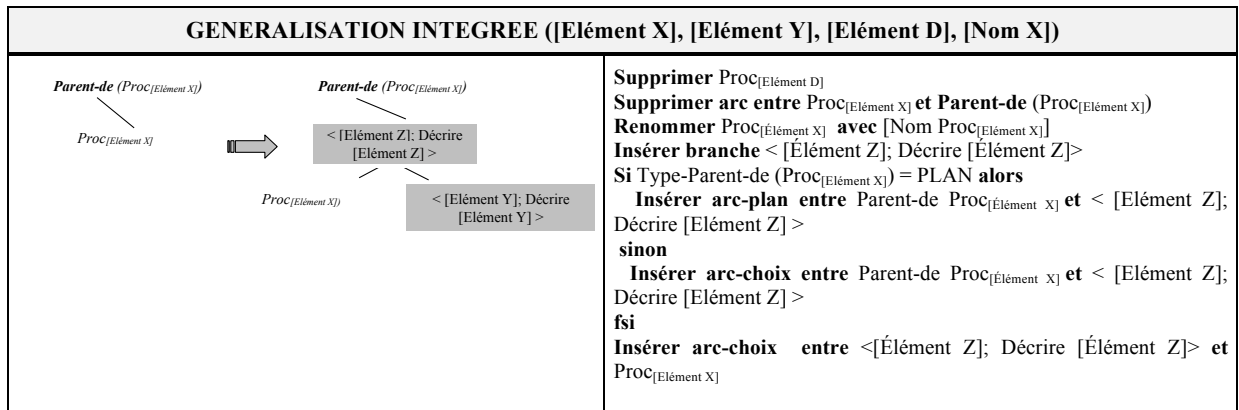 GENERALISATION INTEGREE ([Elément X], [Elément Y], [Elément D], [Nom X])
Parent-de (Proc[Elément X])
Proc[Elément X]
Parent-de (Proc[Elément X])
< [Elément Z]; Décrire
[Elément Z] >
Proc[Elément X])
< [Elément Y]; Décrire
[Elément Y] >
Supprimer Proc[Elément D]
Supprimer arc entre Proc[Elément X] et Parent-de (Proc[Elément X])
Renommer Proc[Élément X] avec [Nom Proc[Elément X]]
Insérer branche < [Élément Z]; Décrire [Élément Z]>
Si Type-Parent-de (Proc[Elément X]) = PLAN alors
Insérer arc-plan entre Parent-de Proc[Élément X] et < [Elément Z];
Décrire [Elément Z] >
sinon
Insérer arc-choix entre Parent-de Proc[Élément X] et < [Elément Z];
Décrire [Elément Z] >
fsi
Insérer arc-choix entre <[Élément Z]; Décrire [Élément Z]> et
Proc[Elément X]